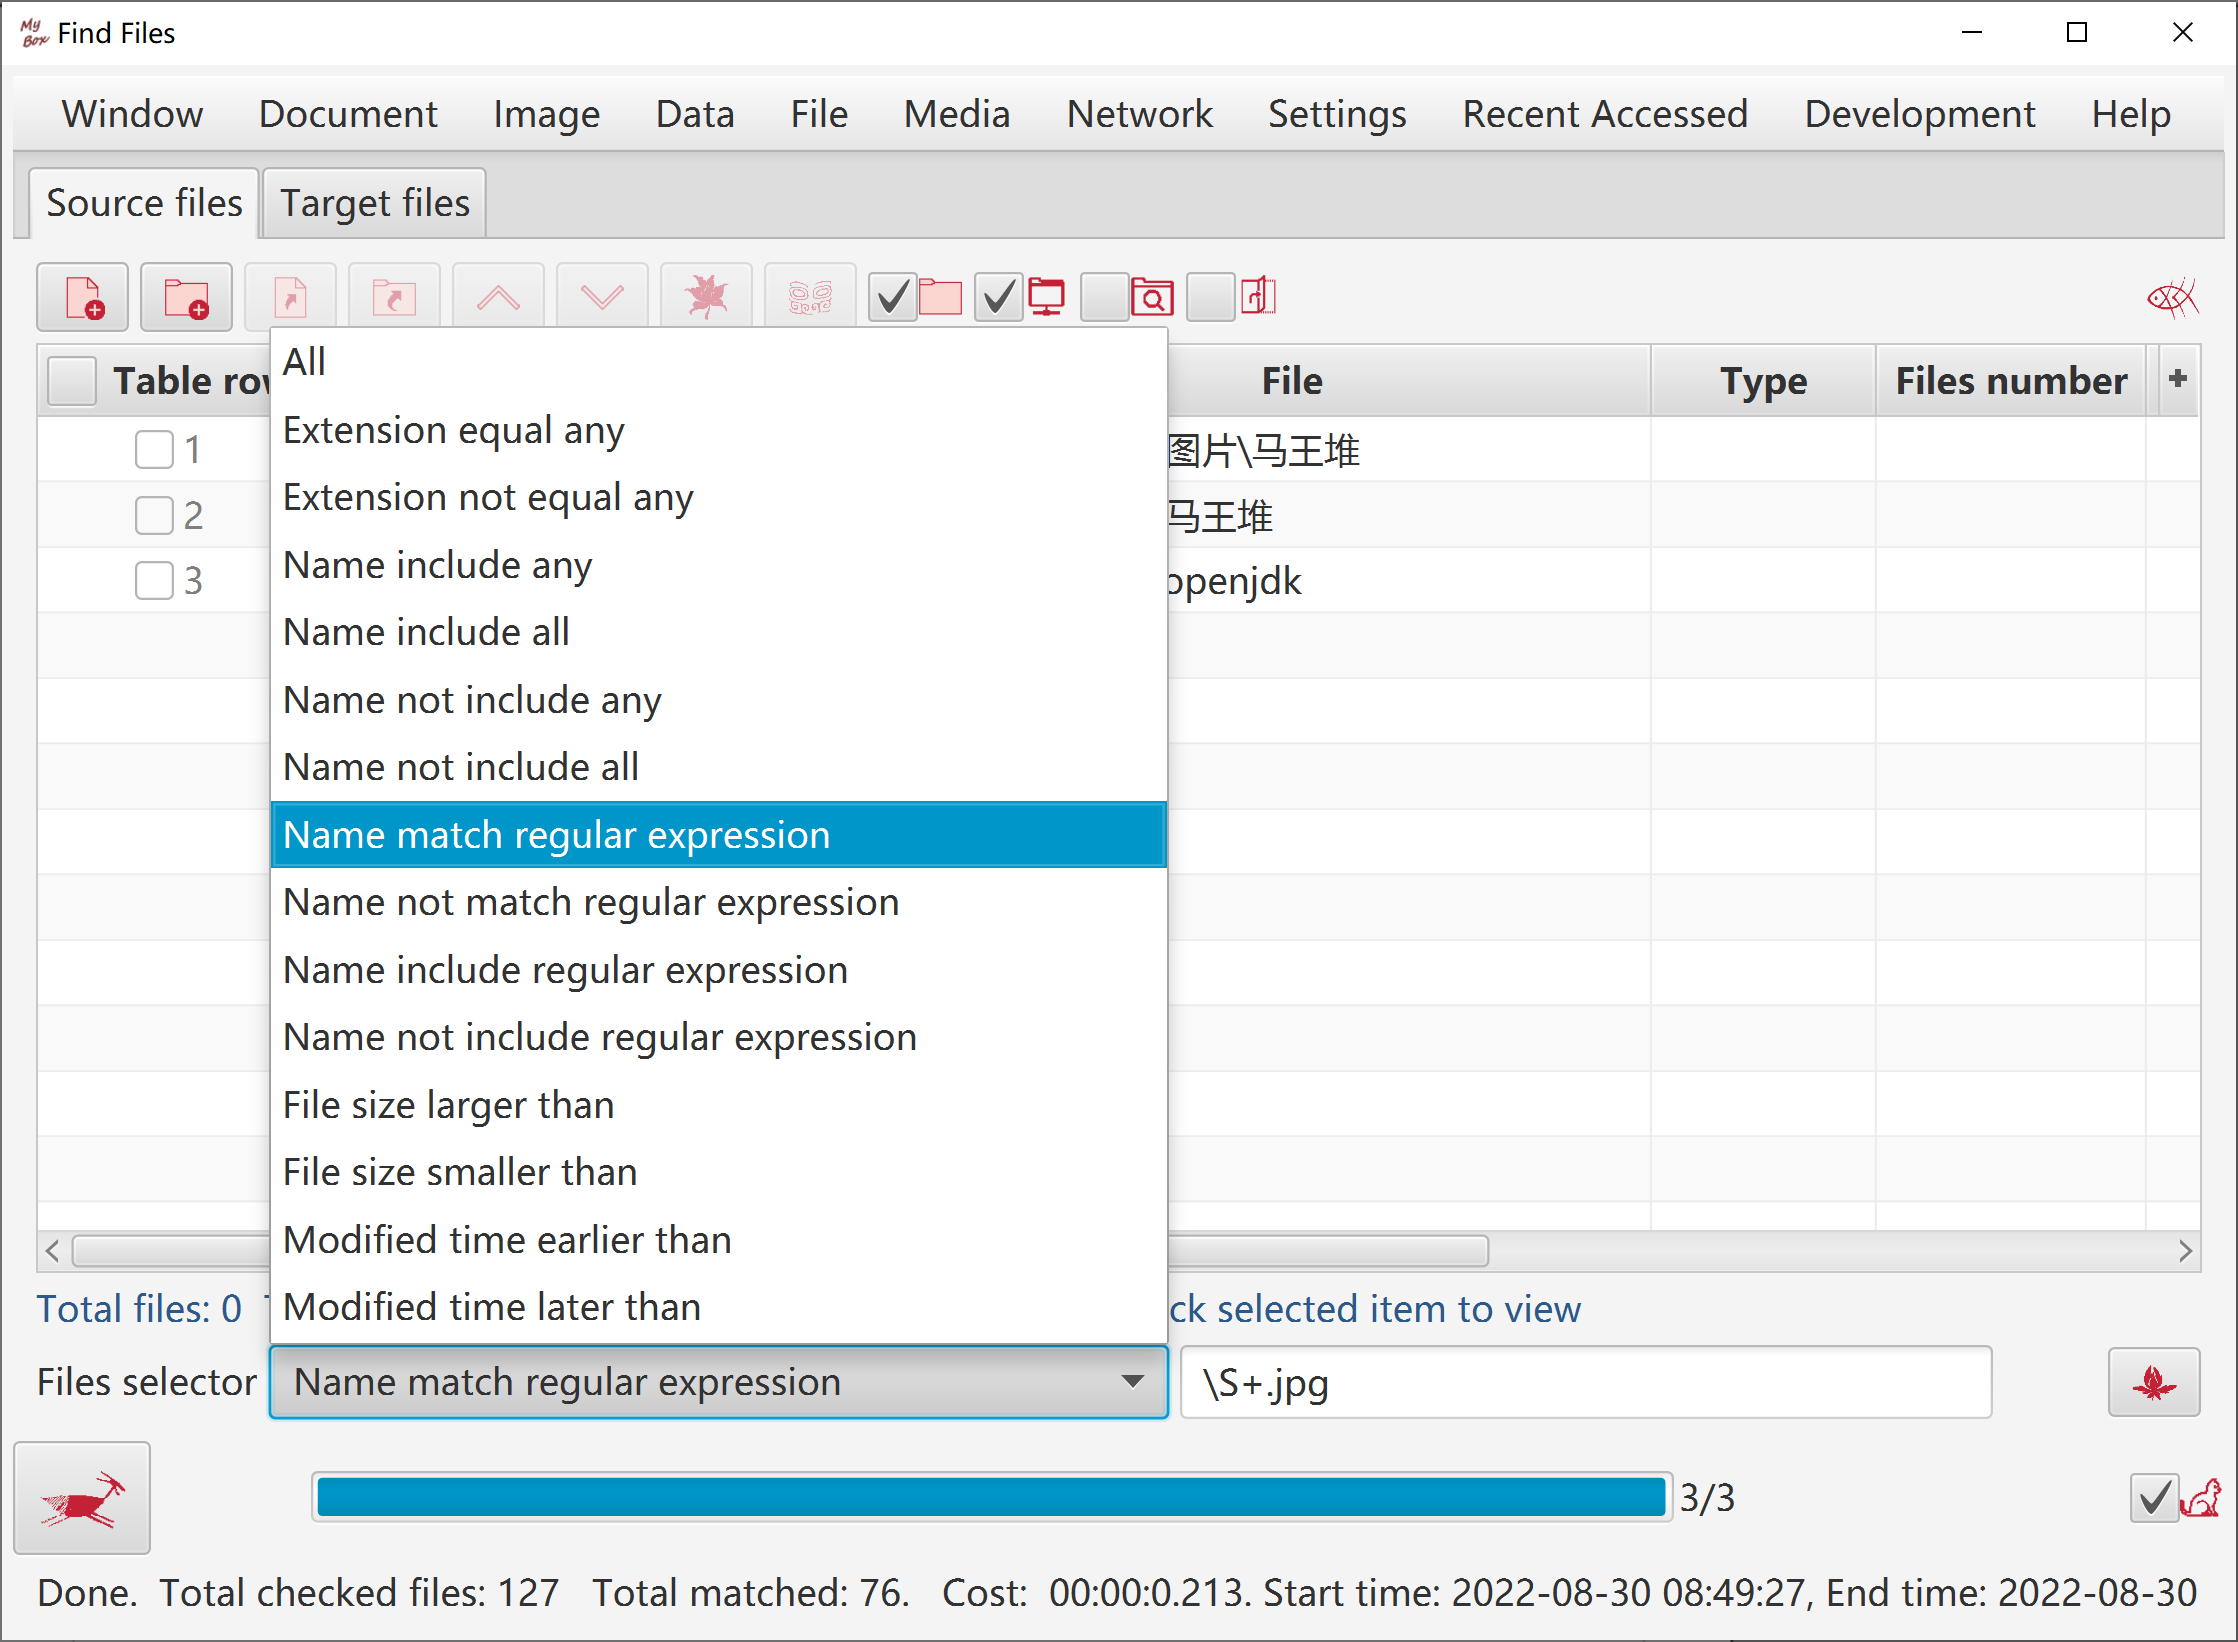 My Box Find Files
Window Document Image Data File Media Network Settings Recent Accessed Development Help
Source files Target files
Table row File Type Files number +
1 图片\马王堆
2 马王堆
3 openjdk
All
Extension equal any
Extension not equal any
Name include any
Name include all
Name not include any
Name not include all
Name match regular expression
Name not match regular expression
Name include regular expression
Name not include regular expression
File size larger than
File size smaller than
Modified time earlier than
Modified time later than
Total files: 0 ck selected item to view
Files selector Name match regular expression \S+.jpg
3/3
Done. Total checked files: 127 Total matched: 76. Cost: 00:00:0.213. Start time: 2022-08-30 08:49:27, End time: 2022-08-30